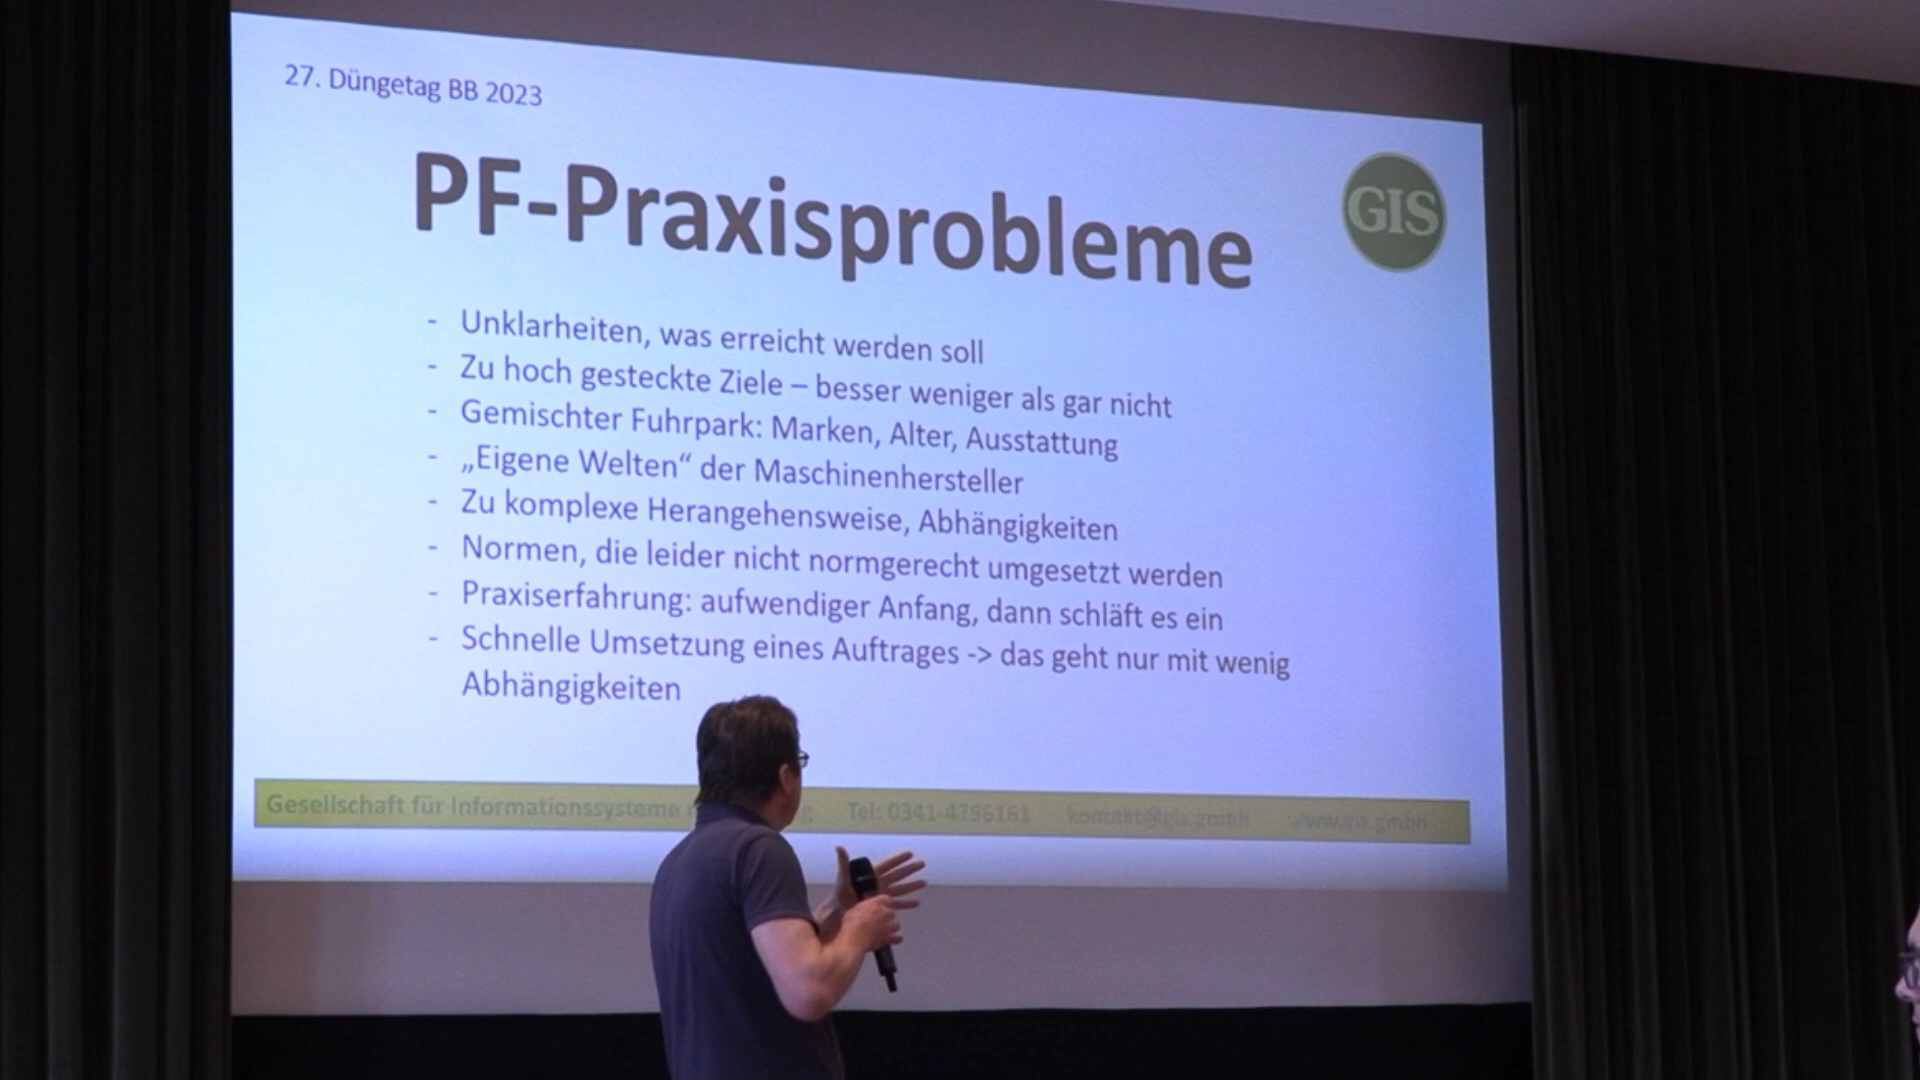 27. Düngetag BB 2023
PF-Praxisprobleme
GIS
- Unklarheiten, was erreicht werden soll
- Zu hoch gesteckte Ziele – besser weniger als gar nicht
- Gemischter Fuhrpark: Marken, Alter, Ausstattung
- „Eigene Welten“ der Maschinenhersteller
- Zu komplexe Herangehensweise, Abhängigkeiten
- Normen, die leider nicht normgerecht umgesetzt werden
- Praxiserfahrung: aufwendiger Anfang, dann schläft es ein
- Schnelle Umsetzung eines Auftrages -> das geht nur mit wenig
Abhängigkeiten
Gesellschaft für Informationssysteme Tel: 0341-4796161 kontakt@gis.gmbh www.gis.gmbh